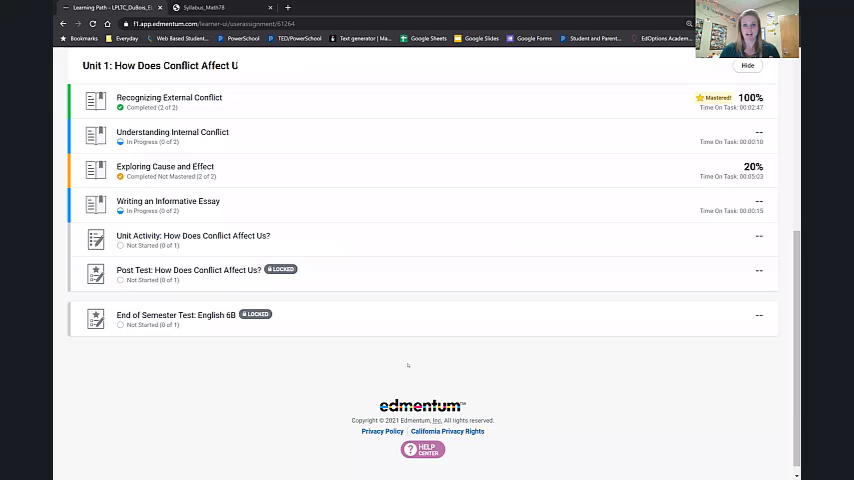 Learning Path - LPLTC_DuBois_E
Syllabus_Math7B
f1.app.edmentum.com/learner-ui/userassignment/61264
Bookmarks
Everyday
Web Based Student...
PowerSchool
TED/PowerSchool
Text generator | Ma...
Google Sheets
Google Slides
Google Forms
Student and Parent...
EdOptions Academ...
Unit 1: How Does Conflict Affect U
Hide
Recognizing External Conflict
Completed (2 of 2)
Mastered! 100%
Time On Task: 00:02:47
Understanding Internal Conflict
In Progress (0 of 2)
--
Time On Task: 00:00:10
Exploring Cause and Effect
Completed Not Mastered (2 of 2)
20%
Time On Task: 00:05:03
Writing an Informative Essay
In Progress (0 of 2)
--
Time On Task: 00:00:15
Unit Activity: How Does Conflict Affect Us?
Not Started (0 of 1)
--
Post Test: How Does Conflict Affect Us? LOCKED
Not Started (0 of 1)
--
End of Semester Test: English 6B LOCKED
Not Started (0 of 1)
--
edmentum™
Copyright © 2021 Edmentum, Inc. All rights reserved.
Privacy Policy | California Privacy Rights
? HELP CENTER